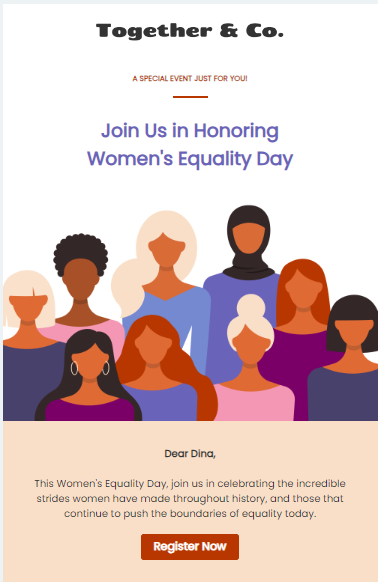 Together & Co.
A SPECIAL EVENT JUST FOR YOU!
Join Us in Honoring
Women's Equality Day
Dear Dina,
This Women's Equality Day, join us in celebrating the incredible
strides women have made throughout history, and those that
continue to push the boundaries of equality today.
Register Now